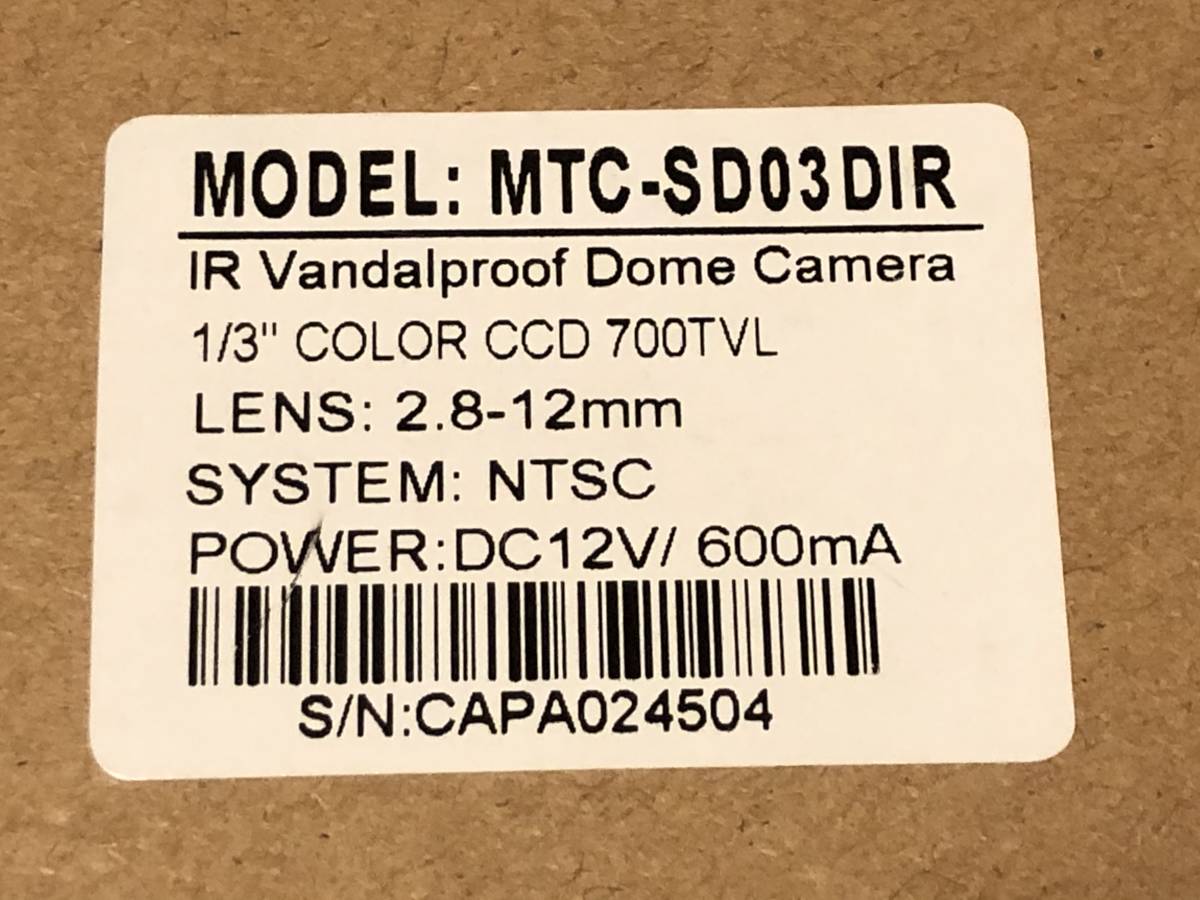 MODEL: MTC-SD03DIR
IR Vandalproof Dome Camera
1/3" COLOR CCD 700TVL
LENS: 2.8-12mm
SYSTEM: NTSC
POWER:DC12V/ 600mA
S/N:CAPA024504